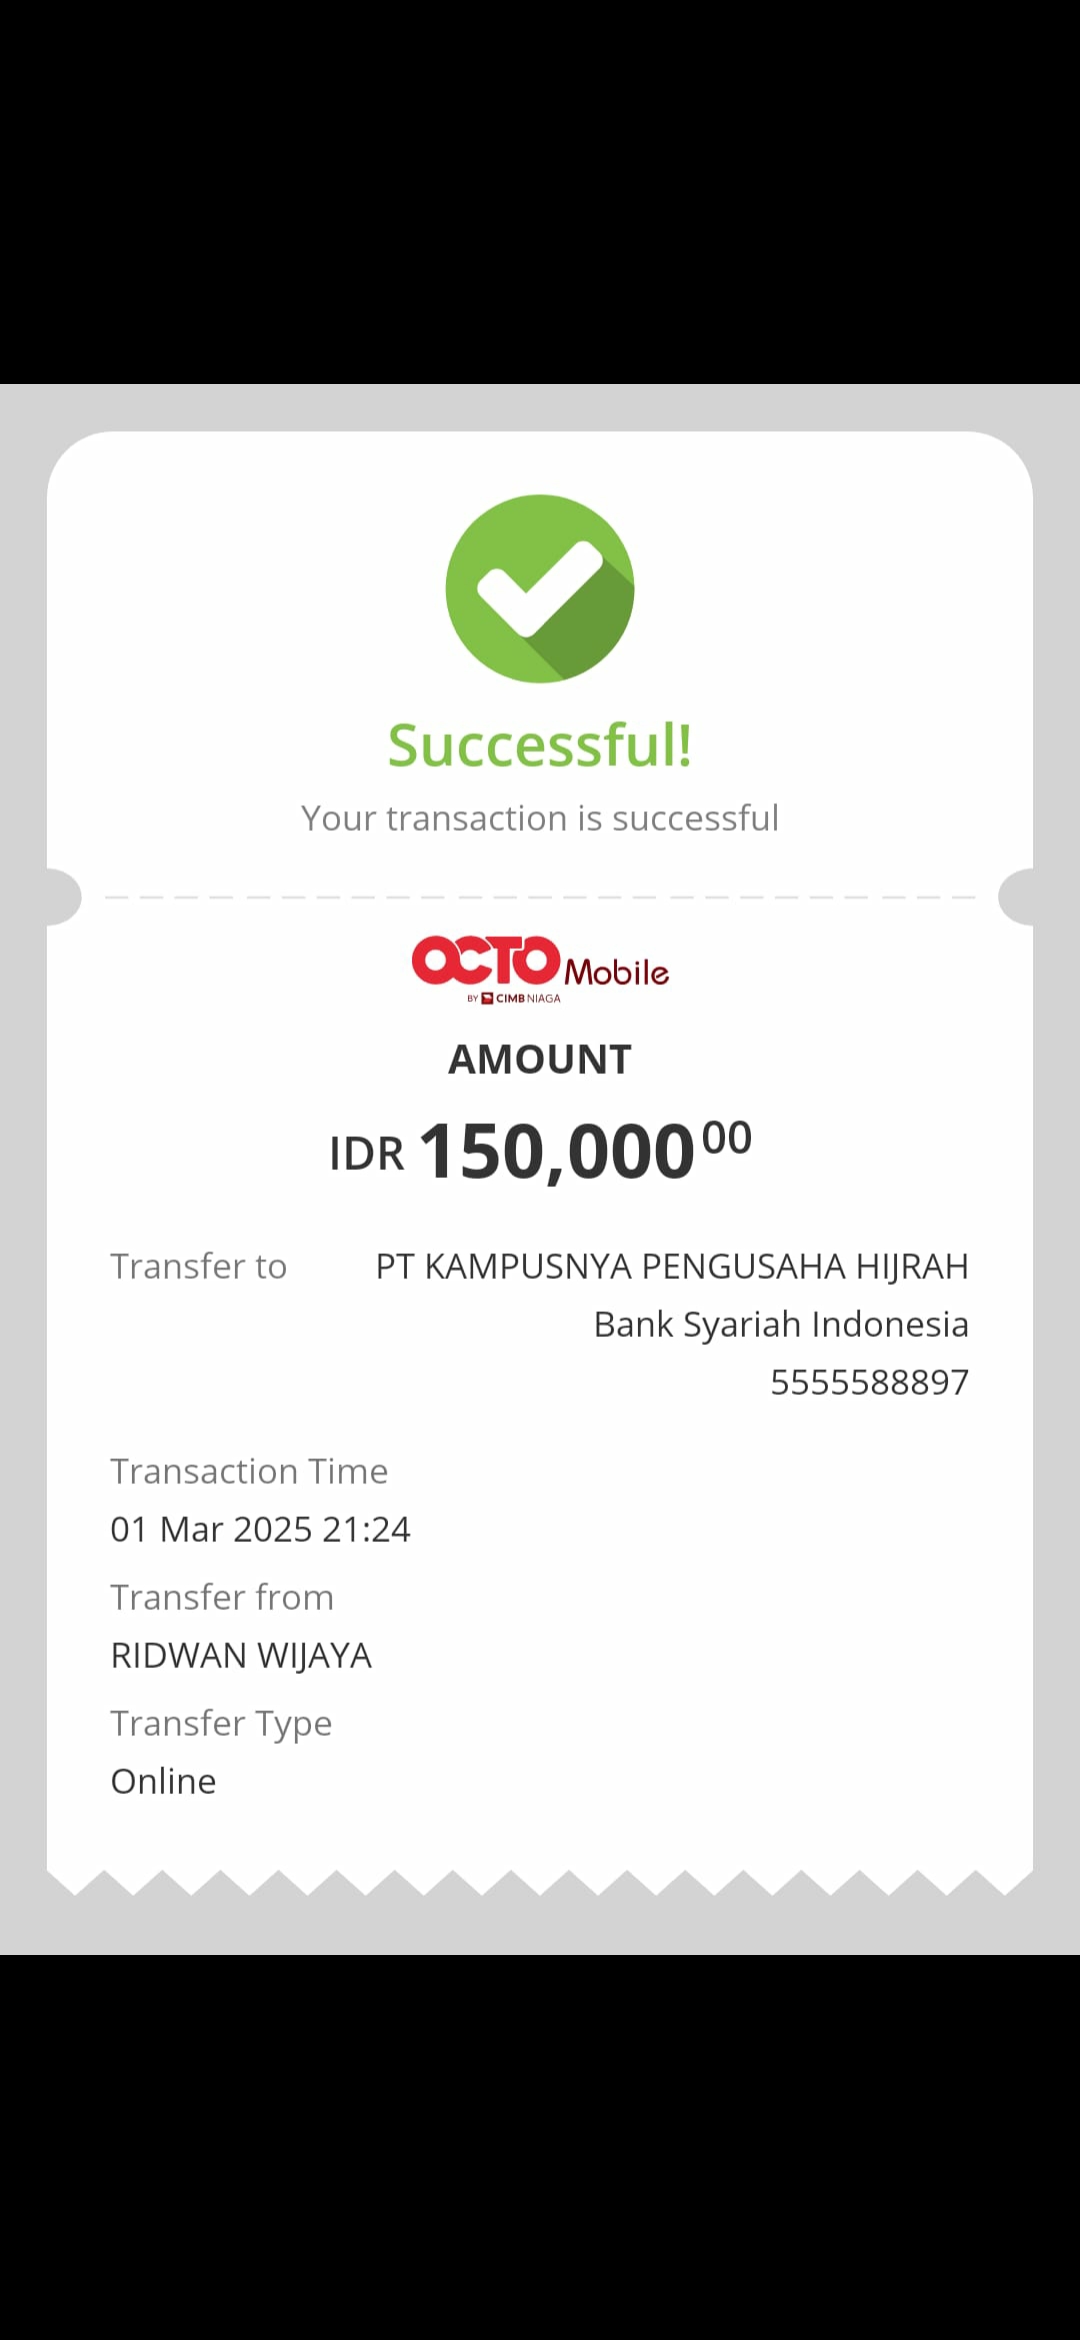 Successful!
Your transaction is successful
OCTO Mobile
BY CIMB NIAGA
AMOUNT
IDR 150,000 00
Transfer to PT KAMPUSNYA PENGUSAHA HIJRAH
Bank Syariah Indonesia
5555588897
Transaction Time
01 Mar 2025 21:24
Transfer from
RIDWAN WIJAYA
Transfer Type
Online